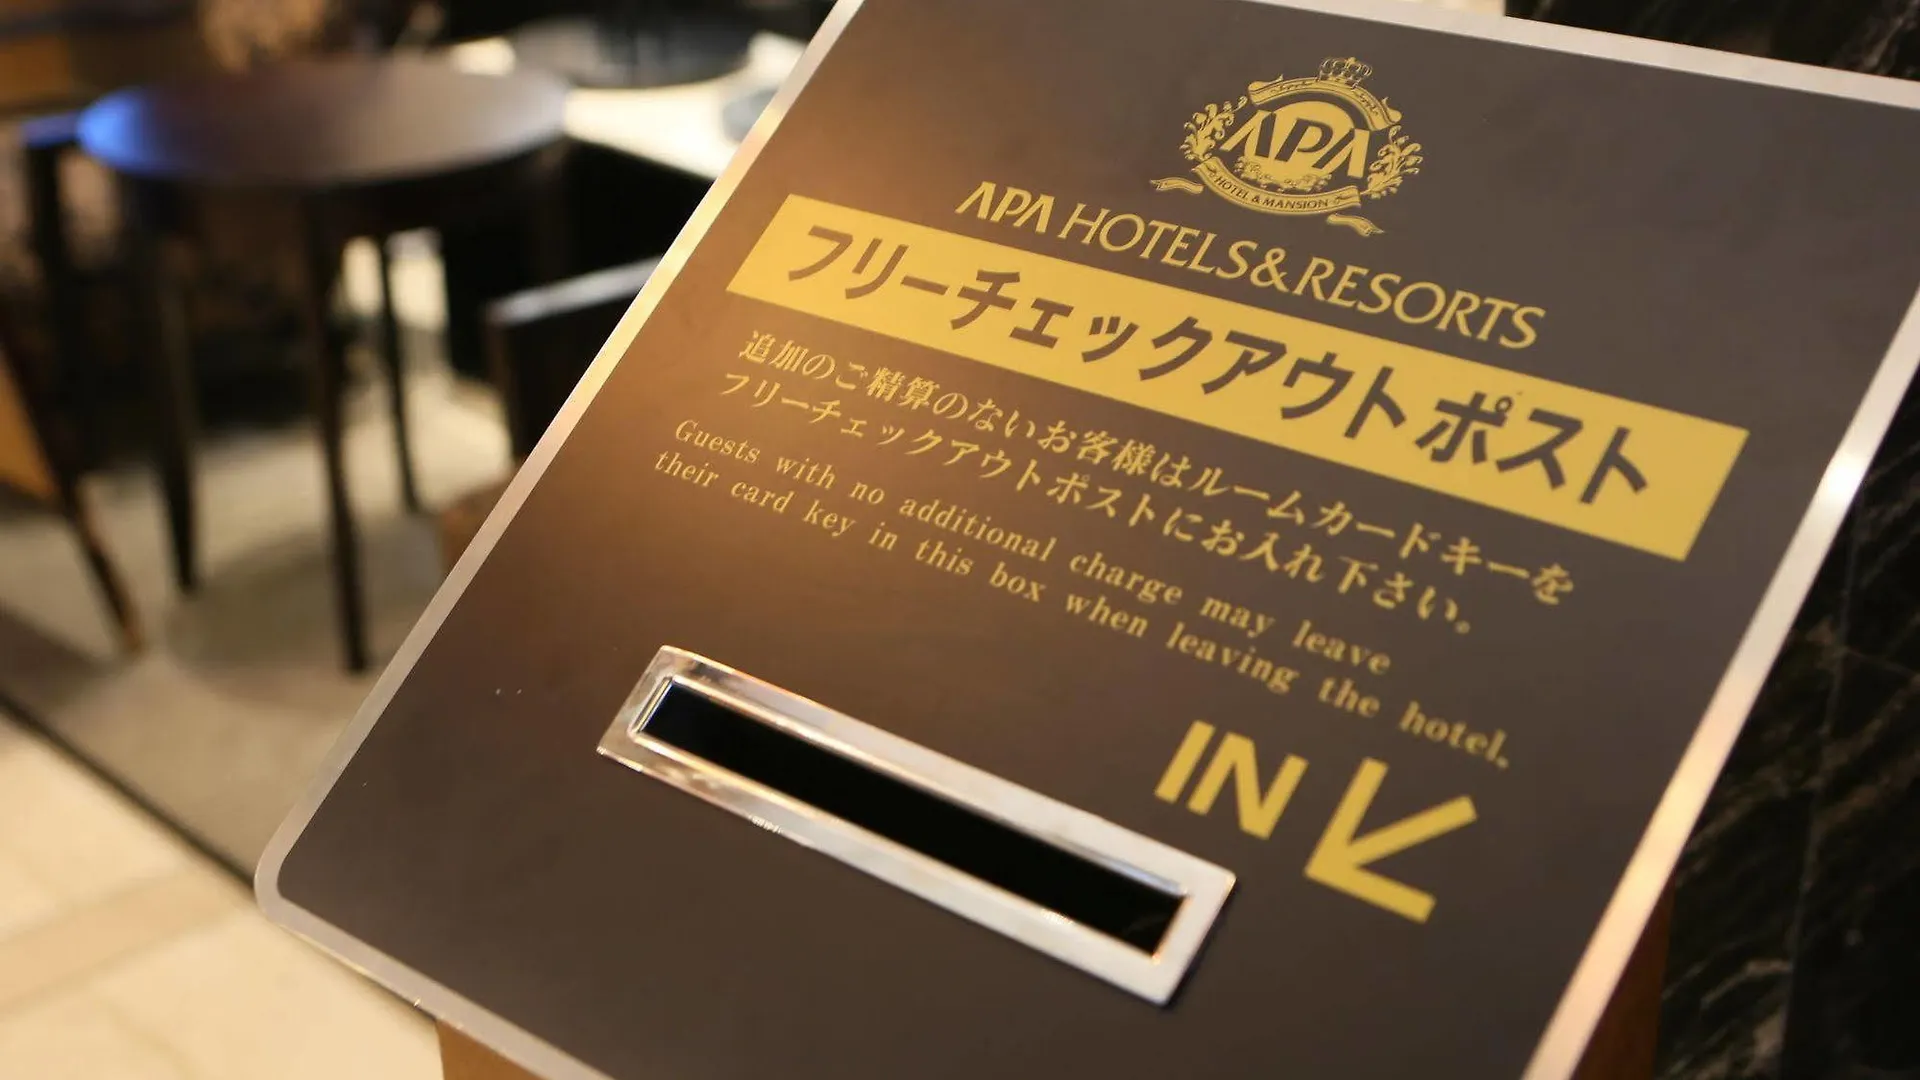 APA
HOTEL & MANSION
APA HOTELS&RESORTS
フリーチェックアウトポスト
追加のご精算のないお客様はルームカードキーを
フリーチェックアウトポストにお入れ下さい。
Guests with no additional charge may leave
their card key in this box when leaving the hotel.
IN